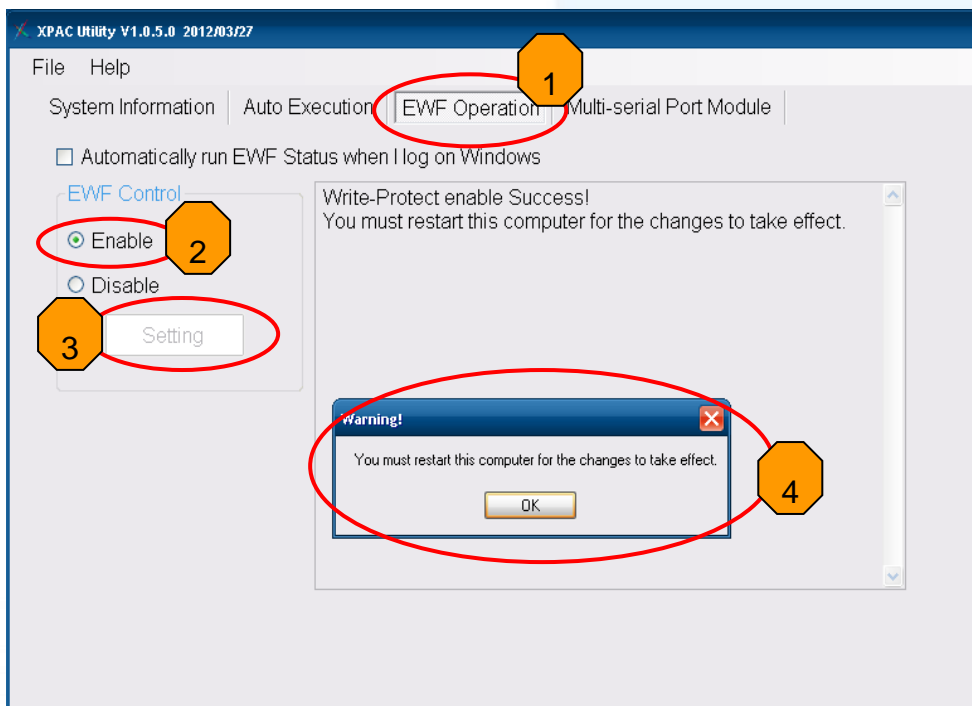 XPAC Utility V1.0.5.0 2012/03/27
File Help
System Information Auto Execution EWF Operation Multi-serial Port Module
1
Automatically run EWF Status when I log on Windows
EWF Control
Enable
2
Disable
Setting
3
Write-Protect enable Success!
You must restart this computer for the changes to take effect.
Warning!
You must restart this computer for the changes to take effect.
OK
4